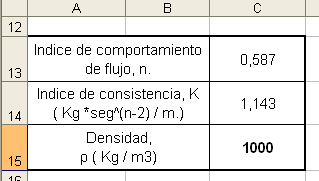 A B C
12
13 Indice de comportamiento de flujo, n. 0,587
14 Indice de consistencia, K ( Kg *seg^(n-2) / m.) 1,143
15 Densidad, ρ ( Kg / m3) 1000